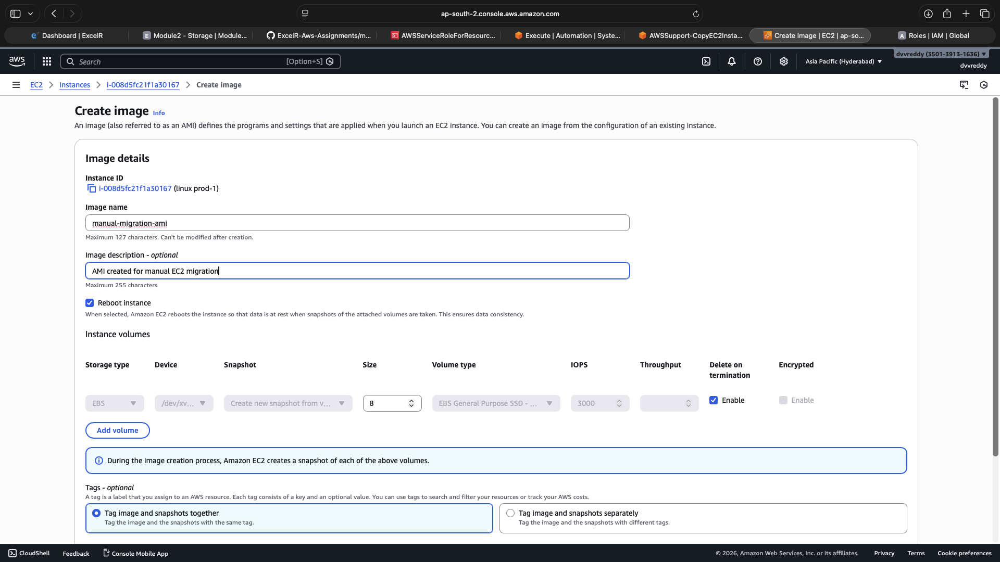 ap-south-2.console.aws.amazon.com
Dashboard | ExcelR
Module2 - Storage | Module...
ExcelR-Aws-Assignments/m...
AWSServiceRoleForResourc...
Execute | Automation | Syste...
AWSSupport-CopyEC2Insta...
Create Image | EC2 | ap-so...
Roles | IAM | Global
aws
Search
[Option+S]
Asia Pacific (Hyderabad)
dvvreddy (3501-3913-1636)
dvvreddy
EC2
Instances
i-008d5fc21f1a30167
Create image
Create image Info
An image (also referred to as an AMI) defines the programs and settings that are applied when you launch an EC2 instance. You can create an image from the configuration of an existing instance.
Image details
Instance ID
i-008d5fc21f1a30167 (linux prod-1)
Image name
manual-migration-ami
Maximum 127 characters. Can't be modified after creation.
Image description - optional
AMI created for manual EC2 migration
Maximum 255 characters
Reboot instance
When selected, Amazon EC2 reboots the instance so that data is at rest when snapshots of the attached volumes are taken. This ensures data consistency.
Instance volumes
Storage type
Device
Snapshot
Size
Volume type
IOPS
Throughput
Delete on
termination
Encrypted
EBS
/dev/xv...
Create new snapshot from v...
8
EBS General Purpose SSD - ...
3000
Enable
Enable
Add volume
During the image creation process, Amazon EC2 creates a snapshot of each of the above volumes.
Tags - optional
A tag is a label that you assign to an AWS resource. Each tag consists of a key and an optional value. You can use tags to search and filter your resources or track your AWS costs.
Tag image and snapshots together
Tag the image and the snapshots with the same tag.
Tag image and snapshots separately
Tag the image and the snapshots with different tags.
CloudShell
Feedback
Console Mobile App
© 2026, Amazon Web Services, Inc. or its affiliates.
Privacy
Terms
Cookie preferences